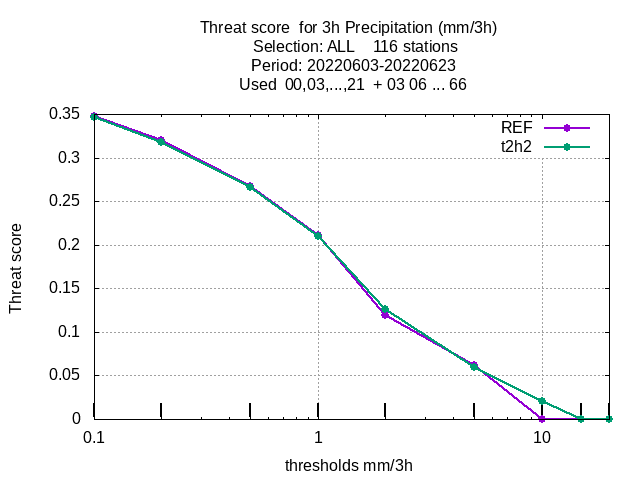 Threat score  for 3h Precipitation (mm/3h)
Selection: ALL    116 stations
Period: 20220603-20220623
Used  00,03,...,21  + 03 06 ... 66
REF
t2h2
0.35
0.3
0.25
0.2
0.15
0.1
0.05
0
Threat score
0.1
1
10
thresholds mm/3h